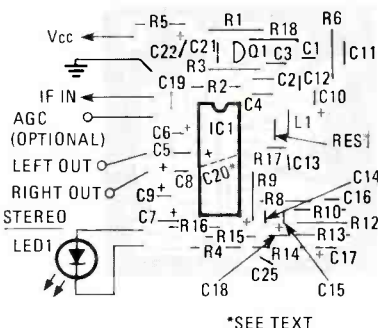 R5 R1 R18 R6
Vcc C22 C21 Q1 C3 C1 C11
R3
C19 R2 C2 C12
IF IN C4 C10
AGC IC1 L1
(OPTIONAL) C6 + RES*
LEFT OUT C5 + R17 C13
RIGHT OUT + C8 C20* R9 C14
C9 + R8 C16
STEREO C7 + R10 R12
LED1 R16 R15 R13
R4 R14 + C17
C25
C18 C15
*SEE TEXT